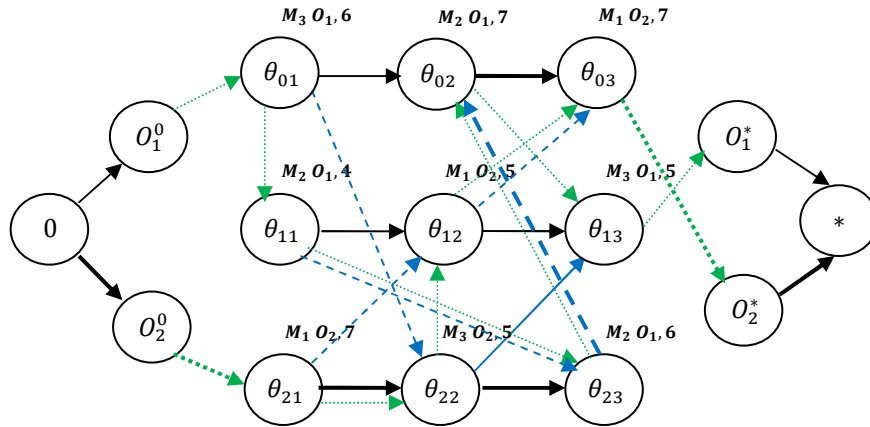 M₃ O₁, 6 M₂ O₁, 7 M₁ O₂, 7
θ₀₁ θ₀₂ θ₀₃
O₁⁰ O₁*
M₂ O₁, 4 M₁ O₂, 5 M₃ O₁, 5
0 θ₁₁ θ₁₂ θ₁₃ *
O₂⁰ O₂*
M₁ O₂, 7 M₃ O₂, 5 M₂ O₁, 6
θ₂₁ θ₂₂ θ₂₃